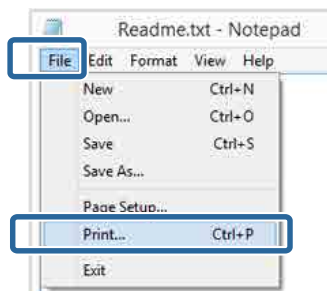 Readme.txt - Notepad
File Edit Format View Help
New Ctrl+N
Open... Ctrl+O
Save Ctrl+S
Save As...
Page Setup...
Print... Ctrl+P
Exit